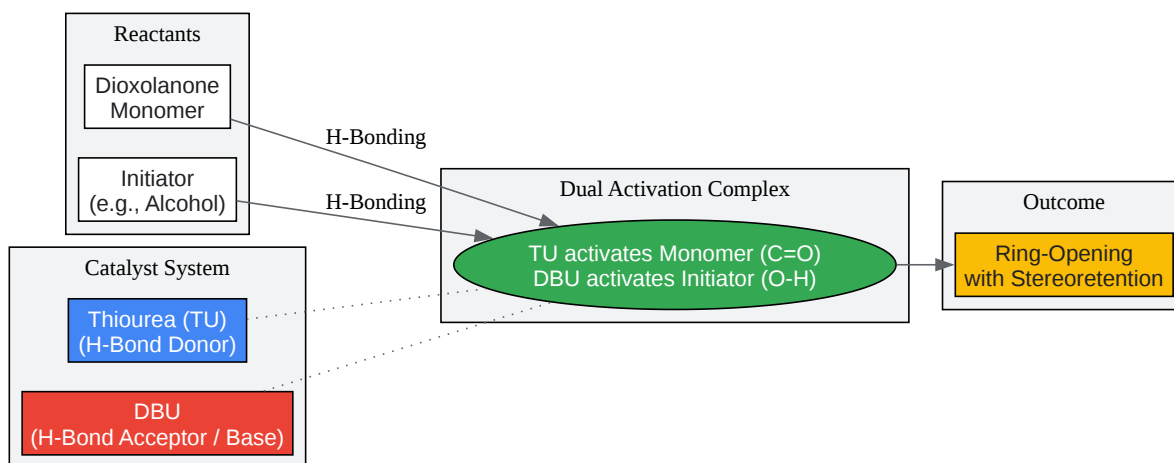 Reactants
Dioxolanone
Monomer
Initiator
(e.g., Alcohol)
H-Bonding
H-Bonding
Catalyst System
Thiourea (TU)
(H-Bond Donor)
DBU
(H-Bond Acceptor / Base)
Dual Activation Complex
TU activates Monomer (C=O)
DBU activates Initiator (O-H)
Outcome
Ring-Opening
with Stereoretention